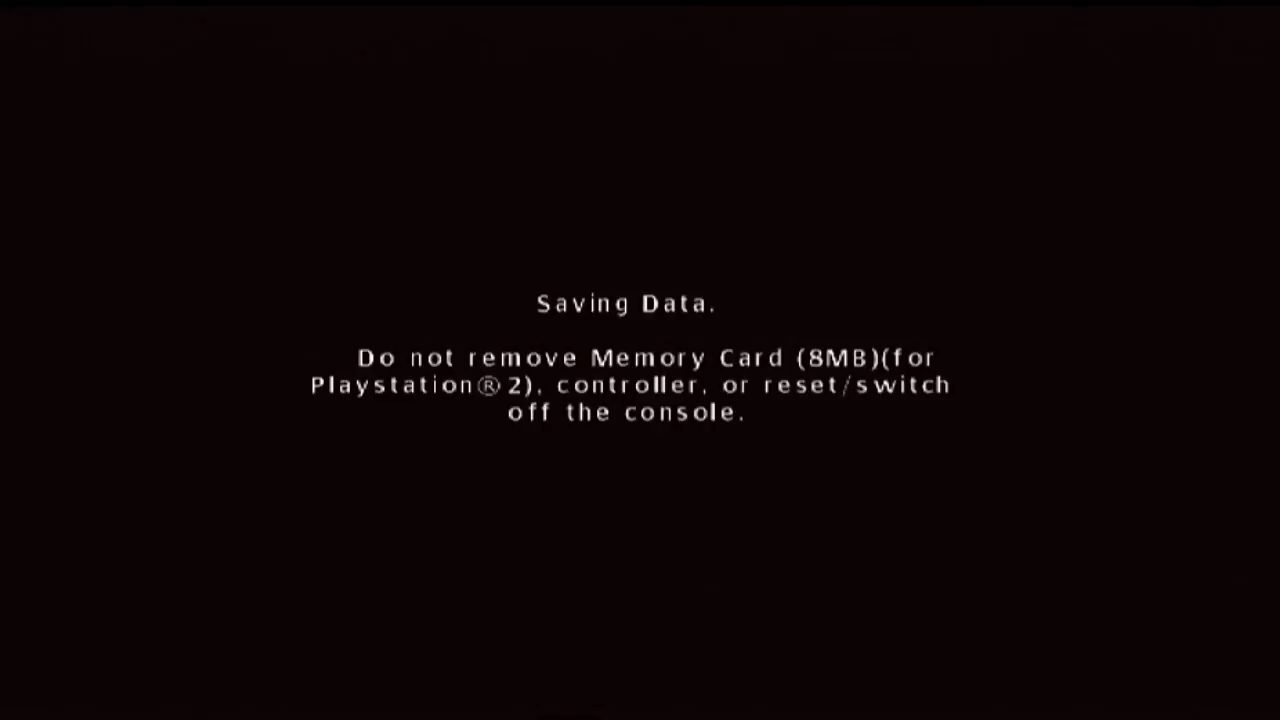 Saving Data.
Do not remove Memory Card (8MB)(for
Playstation®2), controller, or reset/switch
off the console.